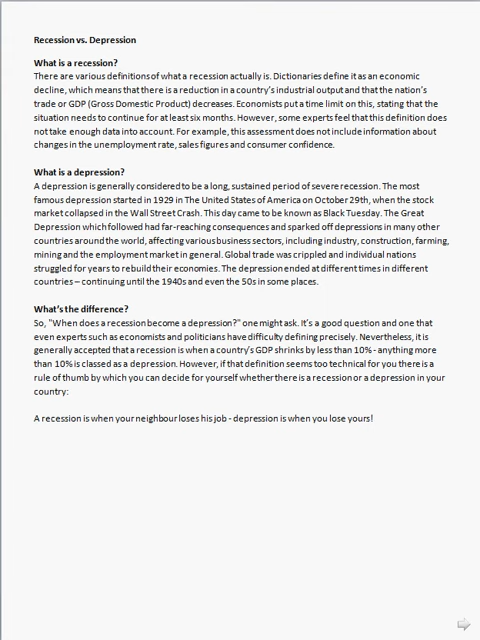 Recession vs. Depression
What is a recession?
There are various definitions of what a recession actually is. Dictionaries define it as an economic
decline, which means that there is a reduction in a country's industrial output and that the nation's
trade or GDP (Gross Domestic Product) decreases. Economists put a time limit on this, stating that the
situation needs to continue for at least six months. However, some experts feel that this definition does
not take enough data into account. For example, this assessment does not include information about
changes in the unemployment rate, sales figures and consumer confidence.
What is a depression?
A depression is generally considered to be a long, sustained period of severe recession. The most
famous depression started in 1929 in The United States of America on October 29th, when the stock
market collapsed in the Wall Street Crash. This day came to be known as Black Tuesday. The Great
Depression which followed had far-reaching consequences and sparked off depressions in many other
countries around the world, affecting various business sectors, including industry, construction, farming,
mining and the employment market in general. Global trade was crippled and individual nations
struggled for years to rebuild their economies. The depression ended at different times in different
countries – continuing until the 1940s and even the 50s in some places.
What's the difference?
So, "When does a recession become a depression?" one might ask. It's a good question and one that
even experts such as economists and politicians have difficulty defining precisely. Nevertheless, it is
generally accepted that a recession is when a country's GDP shrinks by less than 10% - anything more
than 10% is classed as a depression. However, if that definition seems too technical for you there is a
rule of thumb by which you can decide for yourself whether there is a recession or a depression in your
country:
A recession is when your neighbour loses his job - depression is when you lose yours!